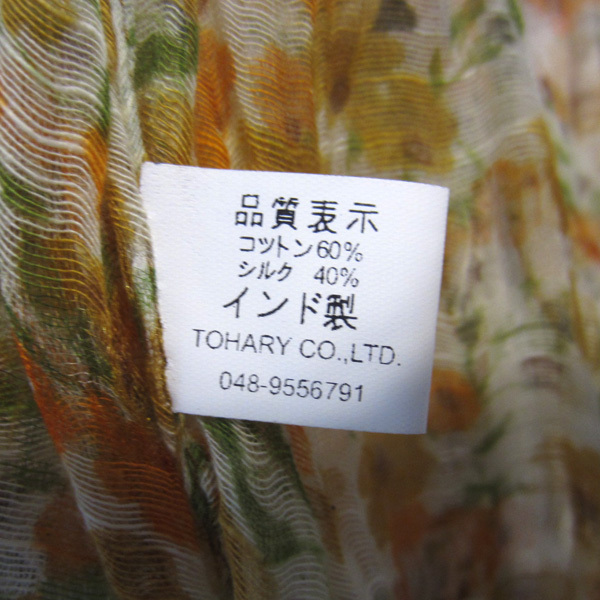 品質表示
コットン60%
シルク 40%
インド製
TOHARY CO.,LTD.
048-9556791